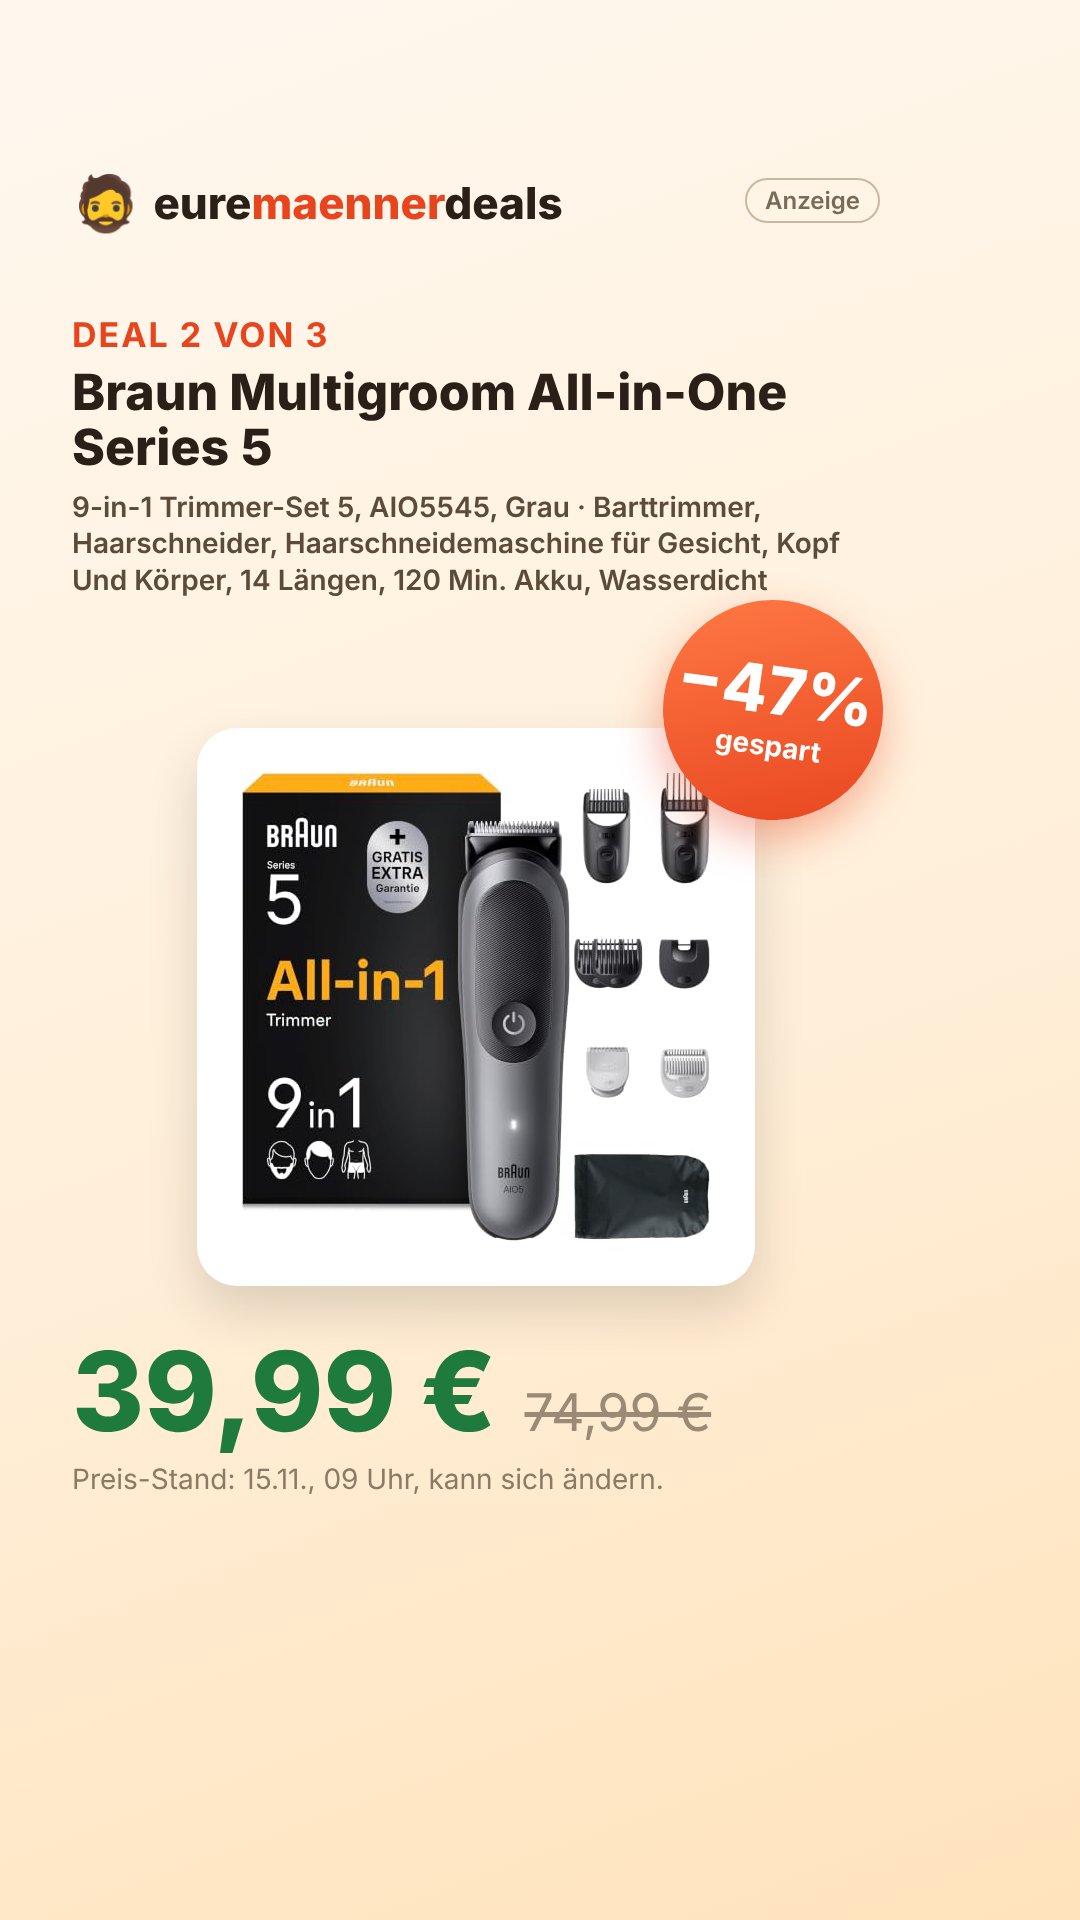 euremaennerdeals
Anzeige
DEAL 2 VON 3
Braun Multigroom All-in-One
Series 5
9-in-1 Trimmer-Set 5, AIO5545, Grau · Barttrimmer,
Haarschneider, Haarschneidemaschine für Gesicht, Kopf
Und Körper, 14 Längen, 120 Min. Akku, Wasserdicht
−47%
gespart
BRAUN
BRAUN
Series
5
+
GRATIS
EXTRA
Garantie
All-in-1
Trimmer
9in1
BRAUN
AIO5
BRAUN
39,99 € 74,99 €
Preis-Stand: 15.11., 09 Uhr, kann sich ändern.